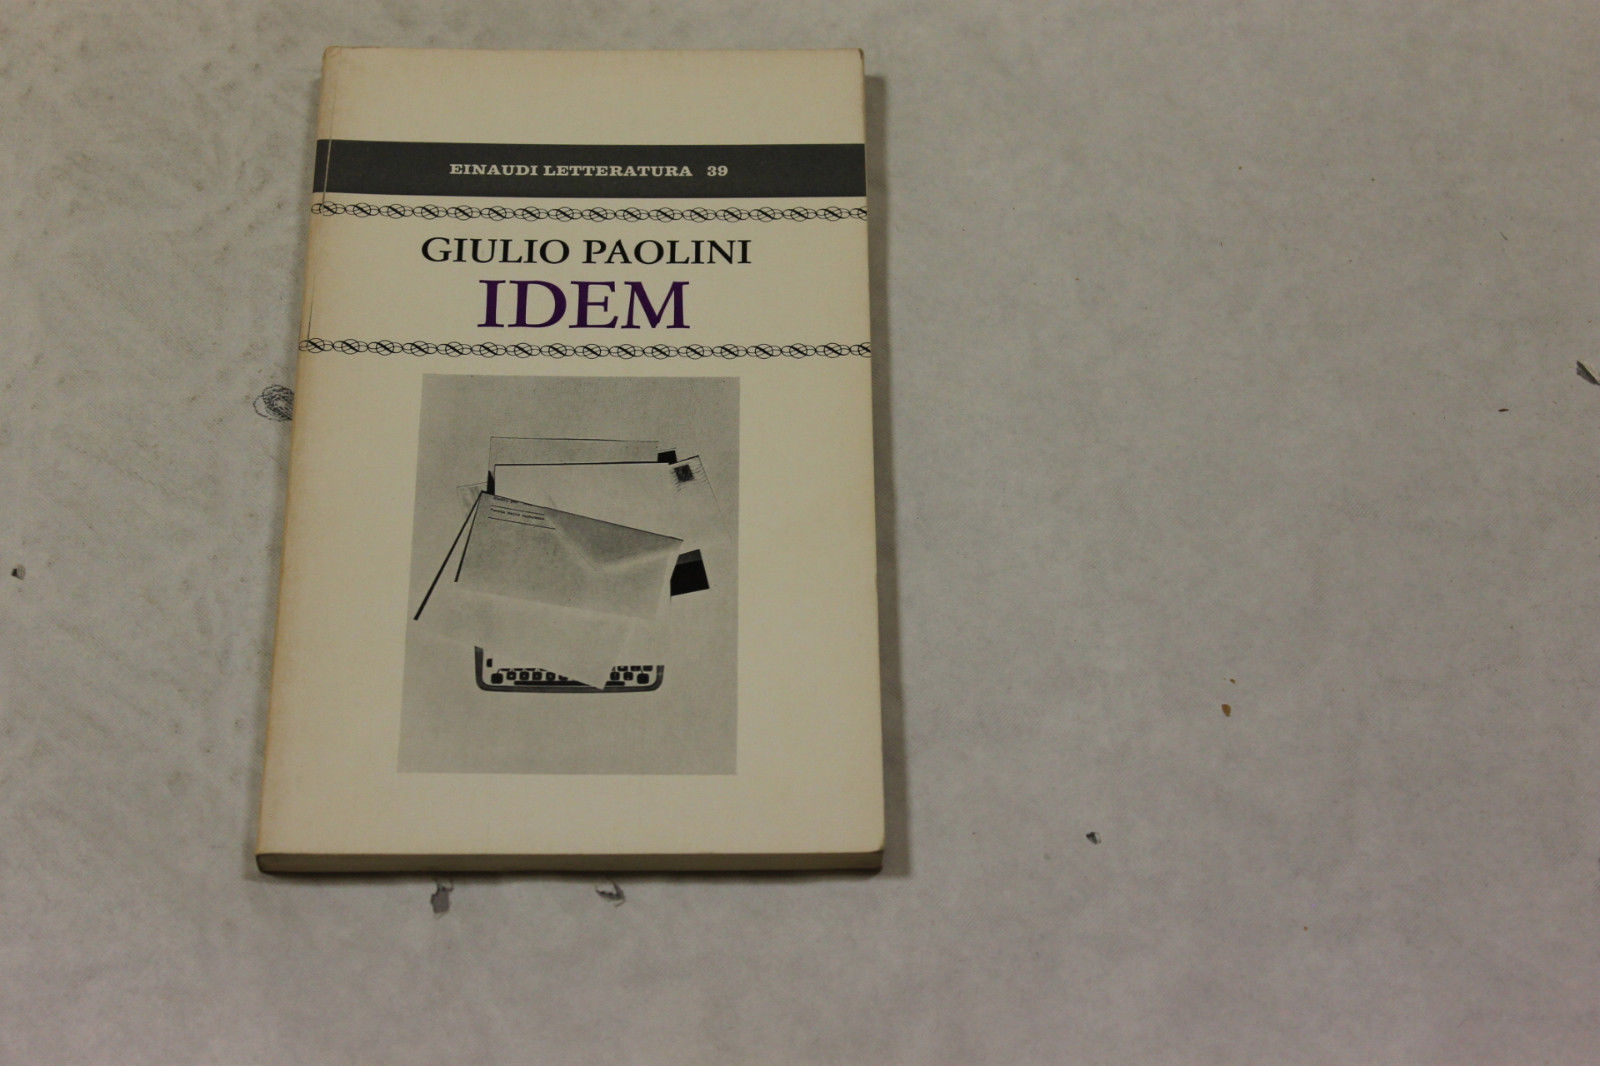 EINAUDI LETTERATURA 39
GIULIO PAOLINI
IDEM